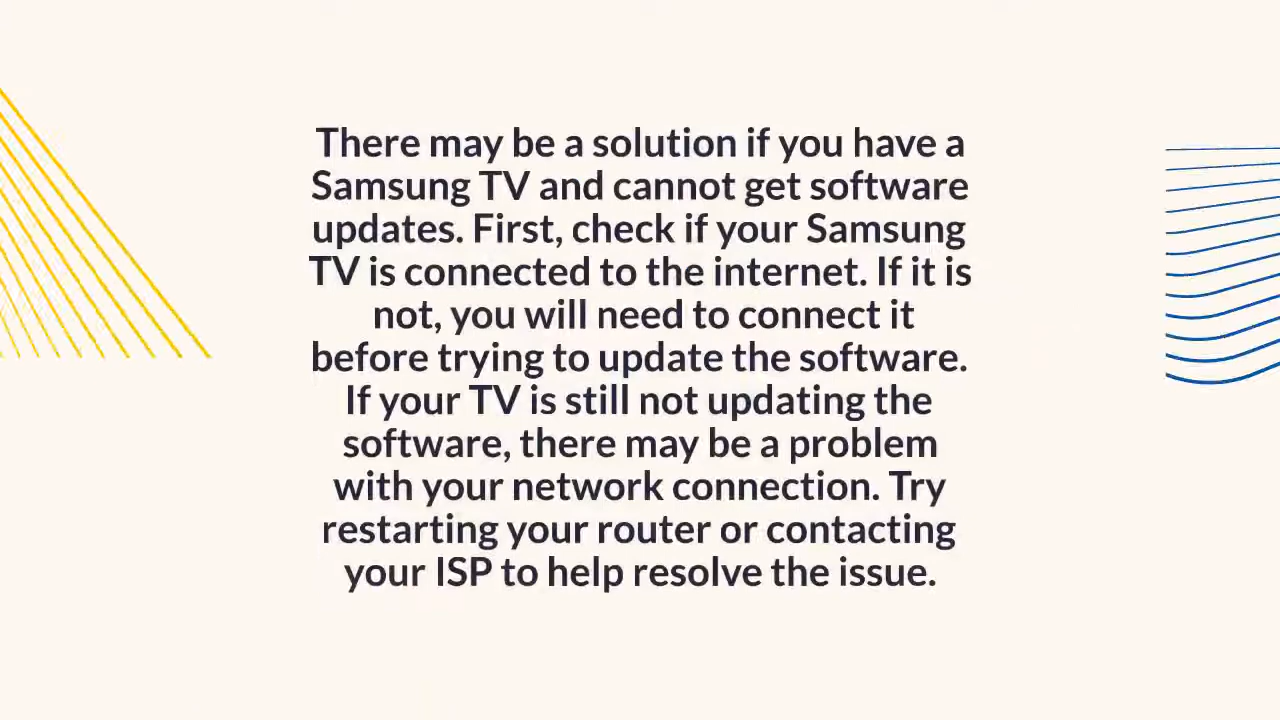 There may be a solution if you have a
Samsung TV and cannot get software
updates. First, check if your Samsung
TV is connected to the internet. If it is
not, you will need to connect it
before trying to update the software.
If your TV is still not updating the
software, there may be a problem
with your network connection. Try
restarting your router or contacting
your ISP to help resolve the issue.